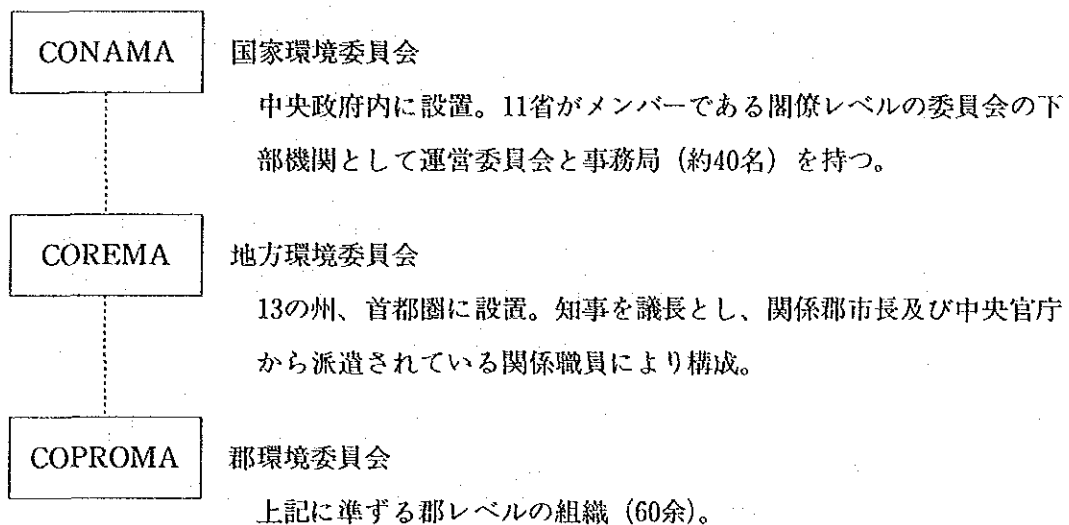 CONAMA 国家環境委員会
中央政府内に設置。11省がメンバーである閣僚レベルの委員会の下
部機関として運営委員会と事務局（約40名）を持つ。
COREMA 地方環境委員会
13の州、首都圏に設置。知事を議長とし、関係郡市長及び中央官庁
から派遣されている関係職員により構成。
COPROMA 郡環境委員会
上記に準ずる郡レベルの組織（60余）。